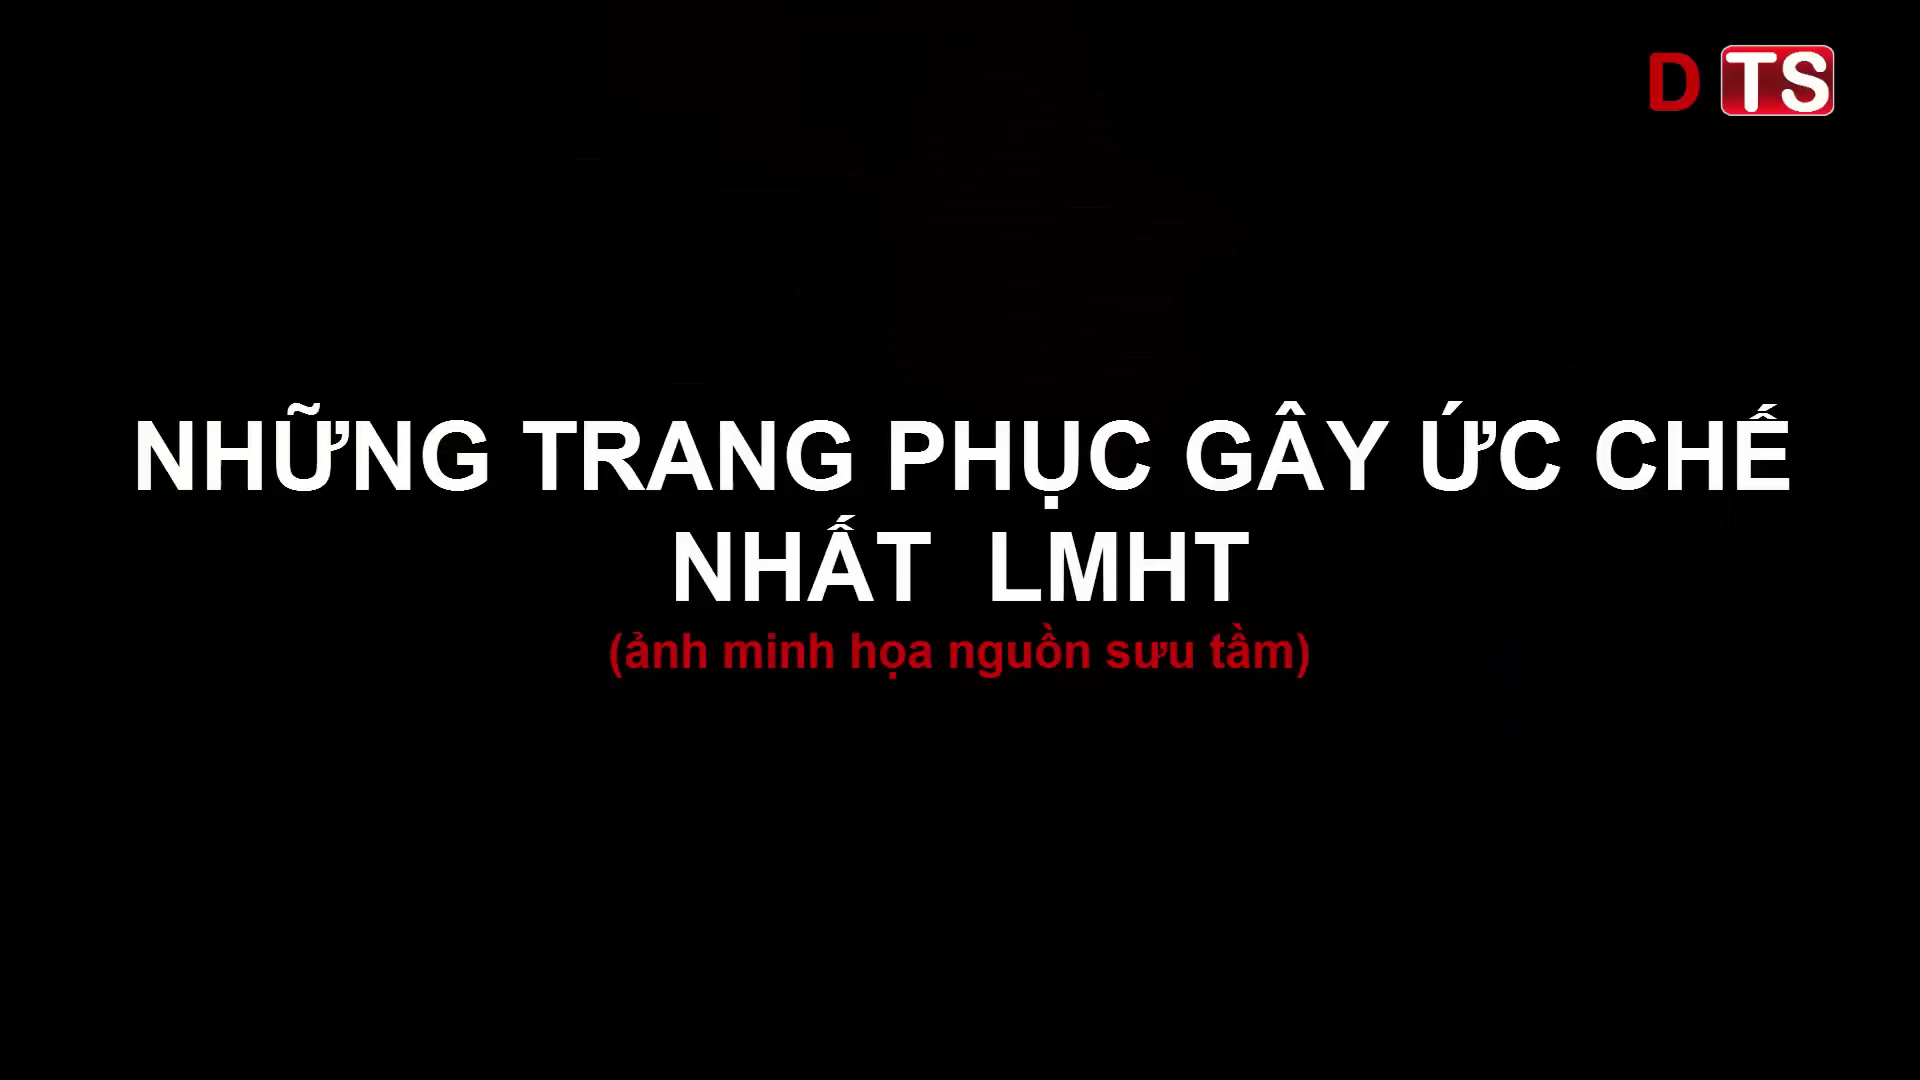 D TS
NHỮNG TRANG PHỤC GÂY ỨC CHẾ
NHẤT LMHT
(ảnh minh họa nguồn sưu tầm)